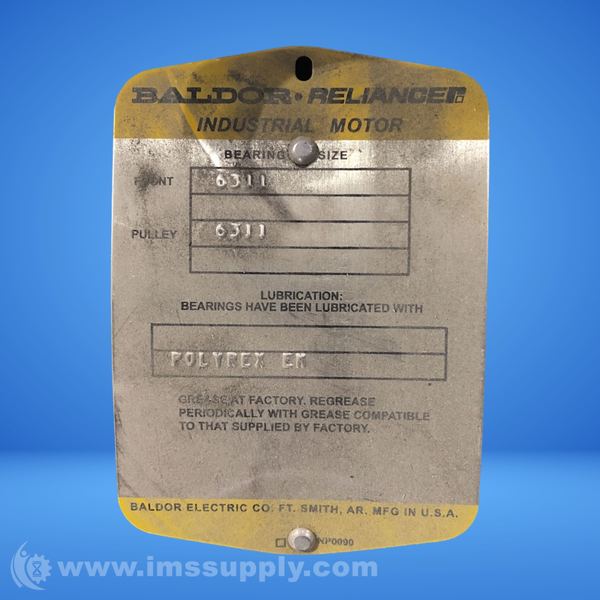 BALDOR • RELIANCE
INDUSTRIAL MOTOR
BEARING SIZE
FRONT 6311
PULLEY 6311
LUBRICATION:
BEARINGS HAVE BEEN LUBRICATED WITH
POLYREX EM
GREASE AT FACTORY. REGREASE
PERIODICALLY WITH GREASE COMPATIBLE
TO THAT SUPPLIED BY FACTORY.
BALDOR ELECTRIC CO. FT. SMITH, AR. MFG IN U.S.A.
NP0090
© www.imssupply.com